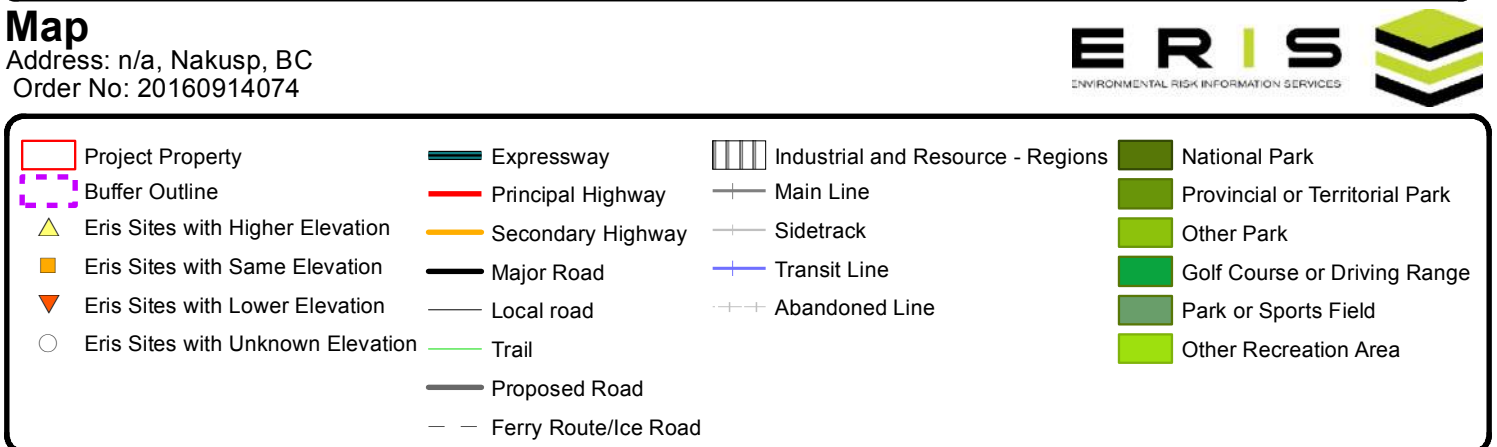 Map
Address: n/a, Nakusp, BC
Order No: 20160914074
ERIS
ENVIRONMENTAL RISK INFORMATION SERVICES
Project Property
Buffer Outline
Eris Sites with Higher Elevation
Eris Sites with Same Elevation
Eris Sites with Lower Elevation
Eris Sites with Unknown Elevation
Expressway
Principal Highway
Secondary Highway
Major Road
Local road
Trail
Proposed Road
Ferry Route/Ice Road
Industrial and Resource - Regions
Main Line
Sidetrack
Transit Line
Abandoned Line
National Park
Provincial or Territorial Park
Other Park
Golf Course or Driving Range
Park or Sports Field
Other Recreation Area